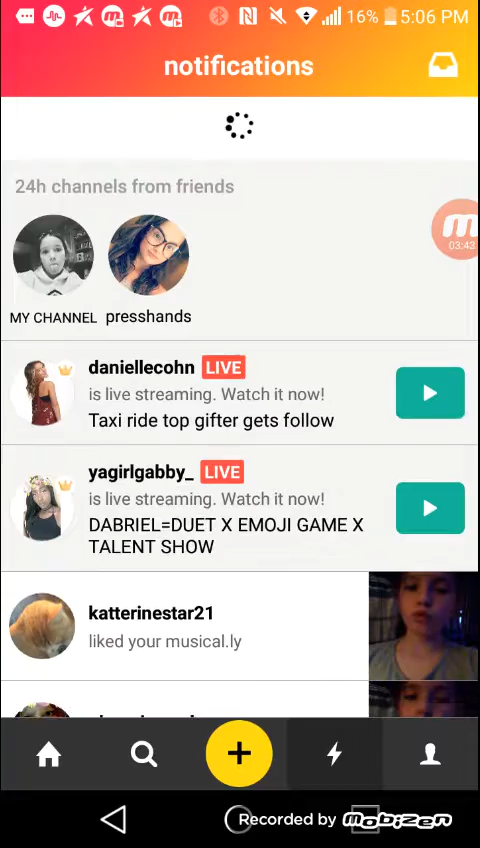 16% 5:06 PM
notifications
24h channels from friends
03:43
MY CHANNEL presshands
daniellecohn LIVE
is live streaming. Watch it now!
Taxi ride top gifter gets follow
yagirlgabby_ LIVE
is live streaming. Watch it now!
DABRIEL=DUET X EMOJI GAME X
TALENT SHOW
katterinestar21
liked your musical.ly
Recorded by Mobizen